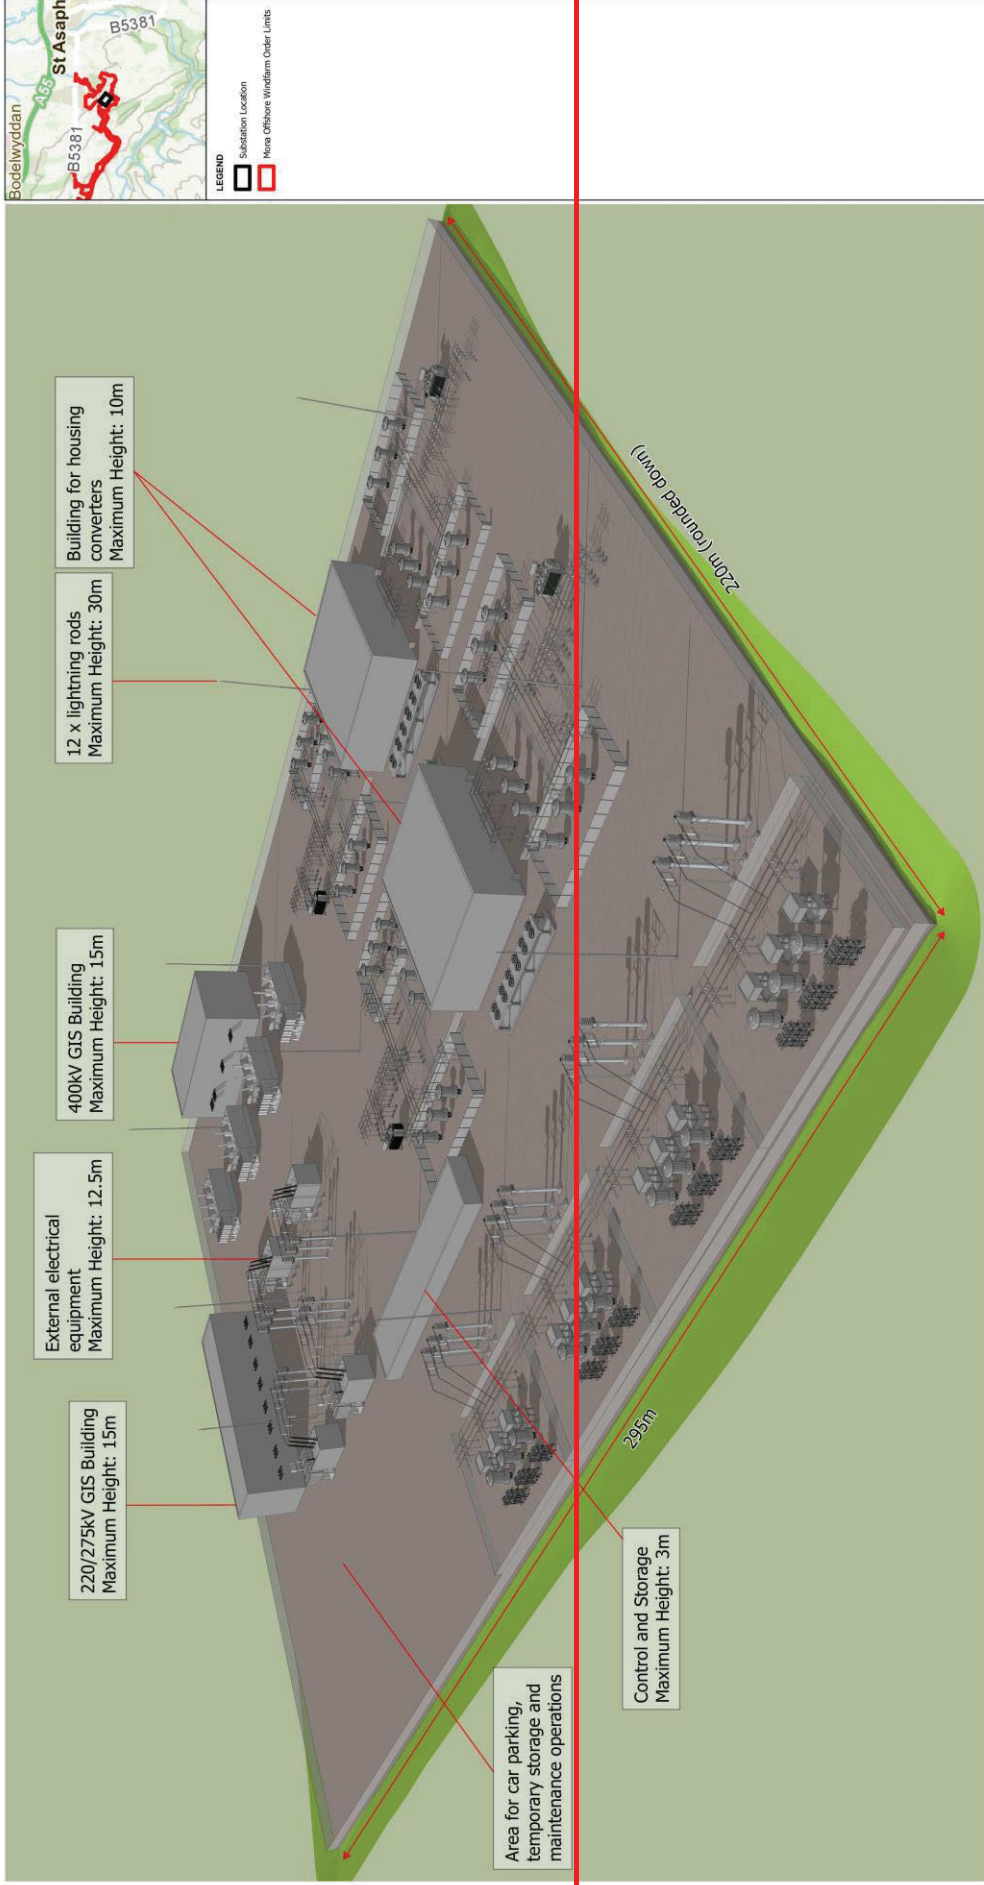 Bodelwyddan
A55
St Asaph
B5381
B5381
LEGEND
Substation Location
Mona Offshore Windfarm Order Limits
220/275kV GIS Building
Maximum Height: 15m
External electrical
equipment
Maximum Height: 12.5m
400kV GIS Building
Maximum Height: 15m
12 x lightning rods
Maximum Height: 30m
Building for housing
converters
Maximum Height: 10m
Area for car parking,
temporary storage and
maintenance operations
Control and Storage
Maximum Height: 3m
295m
220m (rounded down)